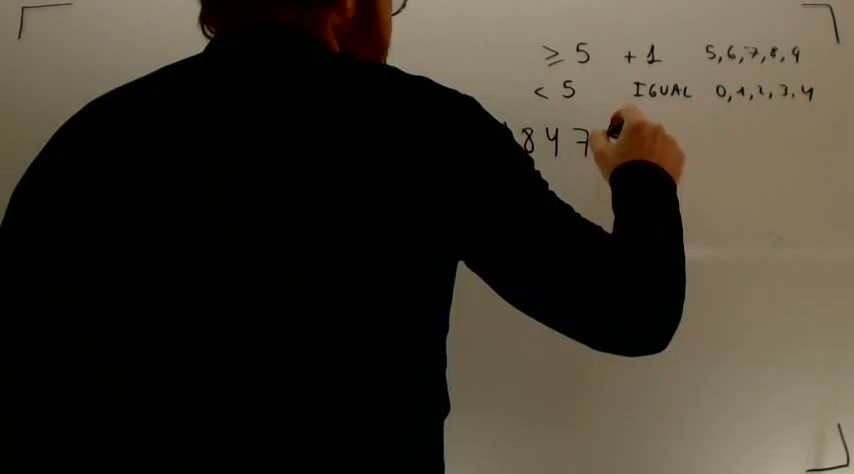 ≥ 5 + 1 5, 6, 7, 8, 9
< 5 IGUAL 0, 1, 2, 3, 4
8 4 7